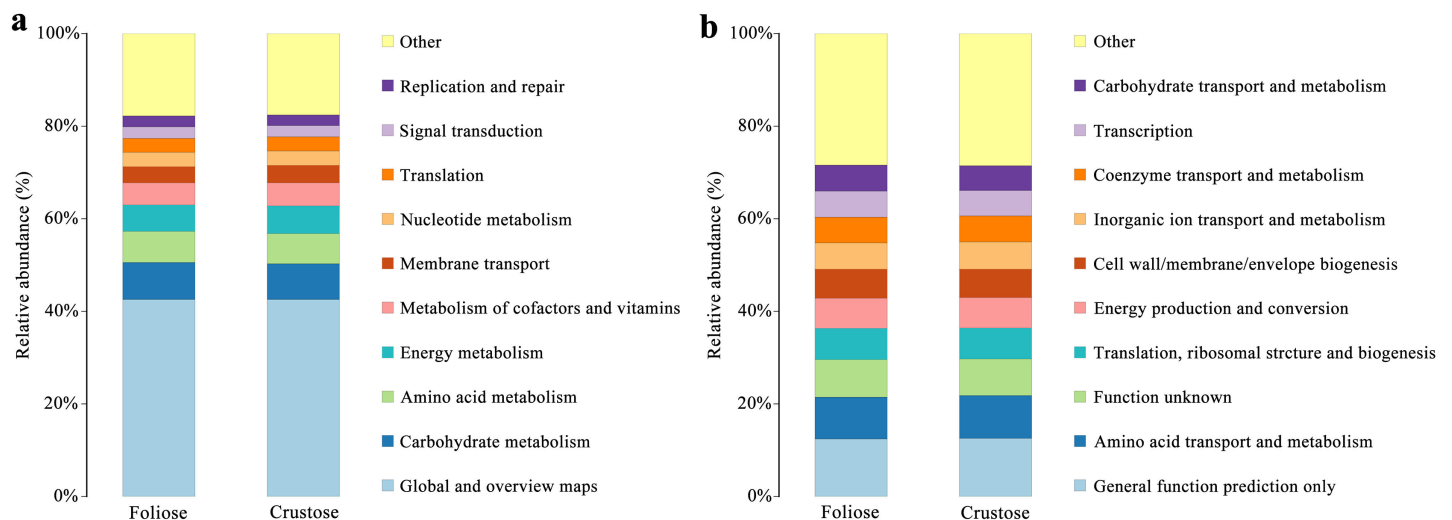 a
Relative abundance (%)
100%
80%
60%
40%
20%
0%
Foliose
Crustose
Other
Replication and repair
Signal transduction
Translation
Nucleotide metabolism
Membrane transport
Metabolism of cofactors and vitamins
Energy metabolism
Amino acid metabolism
Carbohydrate metabolism
Global and overview maps
b
Relative abundance (%)
100%
80%
60%
40%
20%
0%
Foliose
Crustose
Other
Carbohydrate transport and metabolism
Transcription
Coenzyme transport and metabolism
Inorganic ion transport and metabolism
Cell wall/membrane/envelope biogenesis
Energy production and conversion
Translation, ribosomal strcture and biogenesis
Function unknown
Amino acid transport and metabolism
General function prediction only